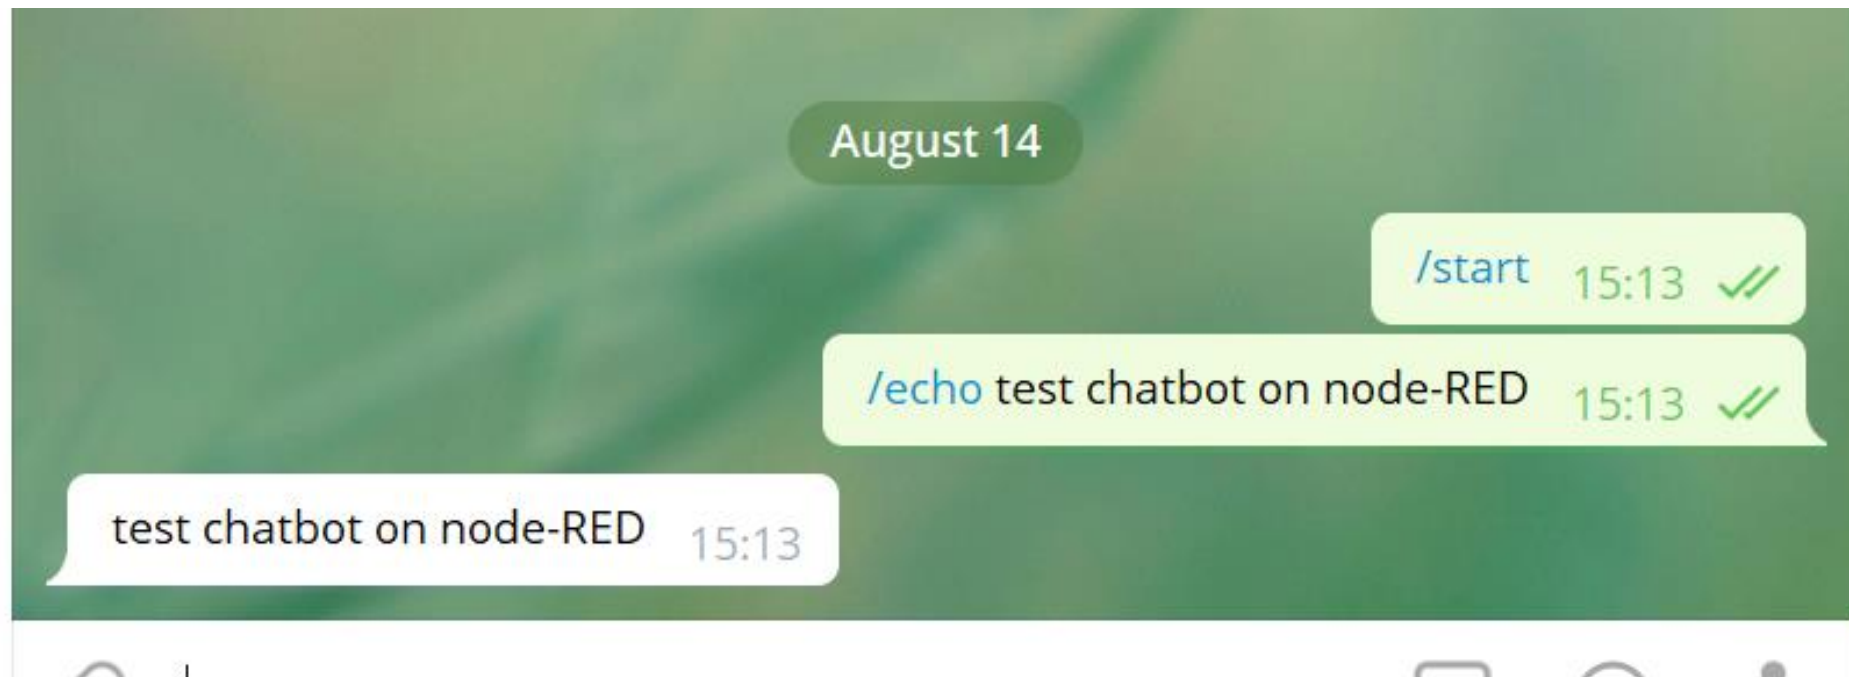 August 14
/start 15:13
/echo test chatbot on node-RED 15:13
test chatbot on node-RED 15:13